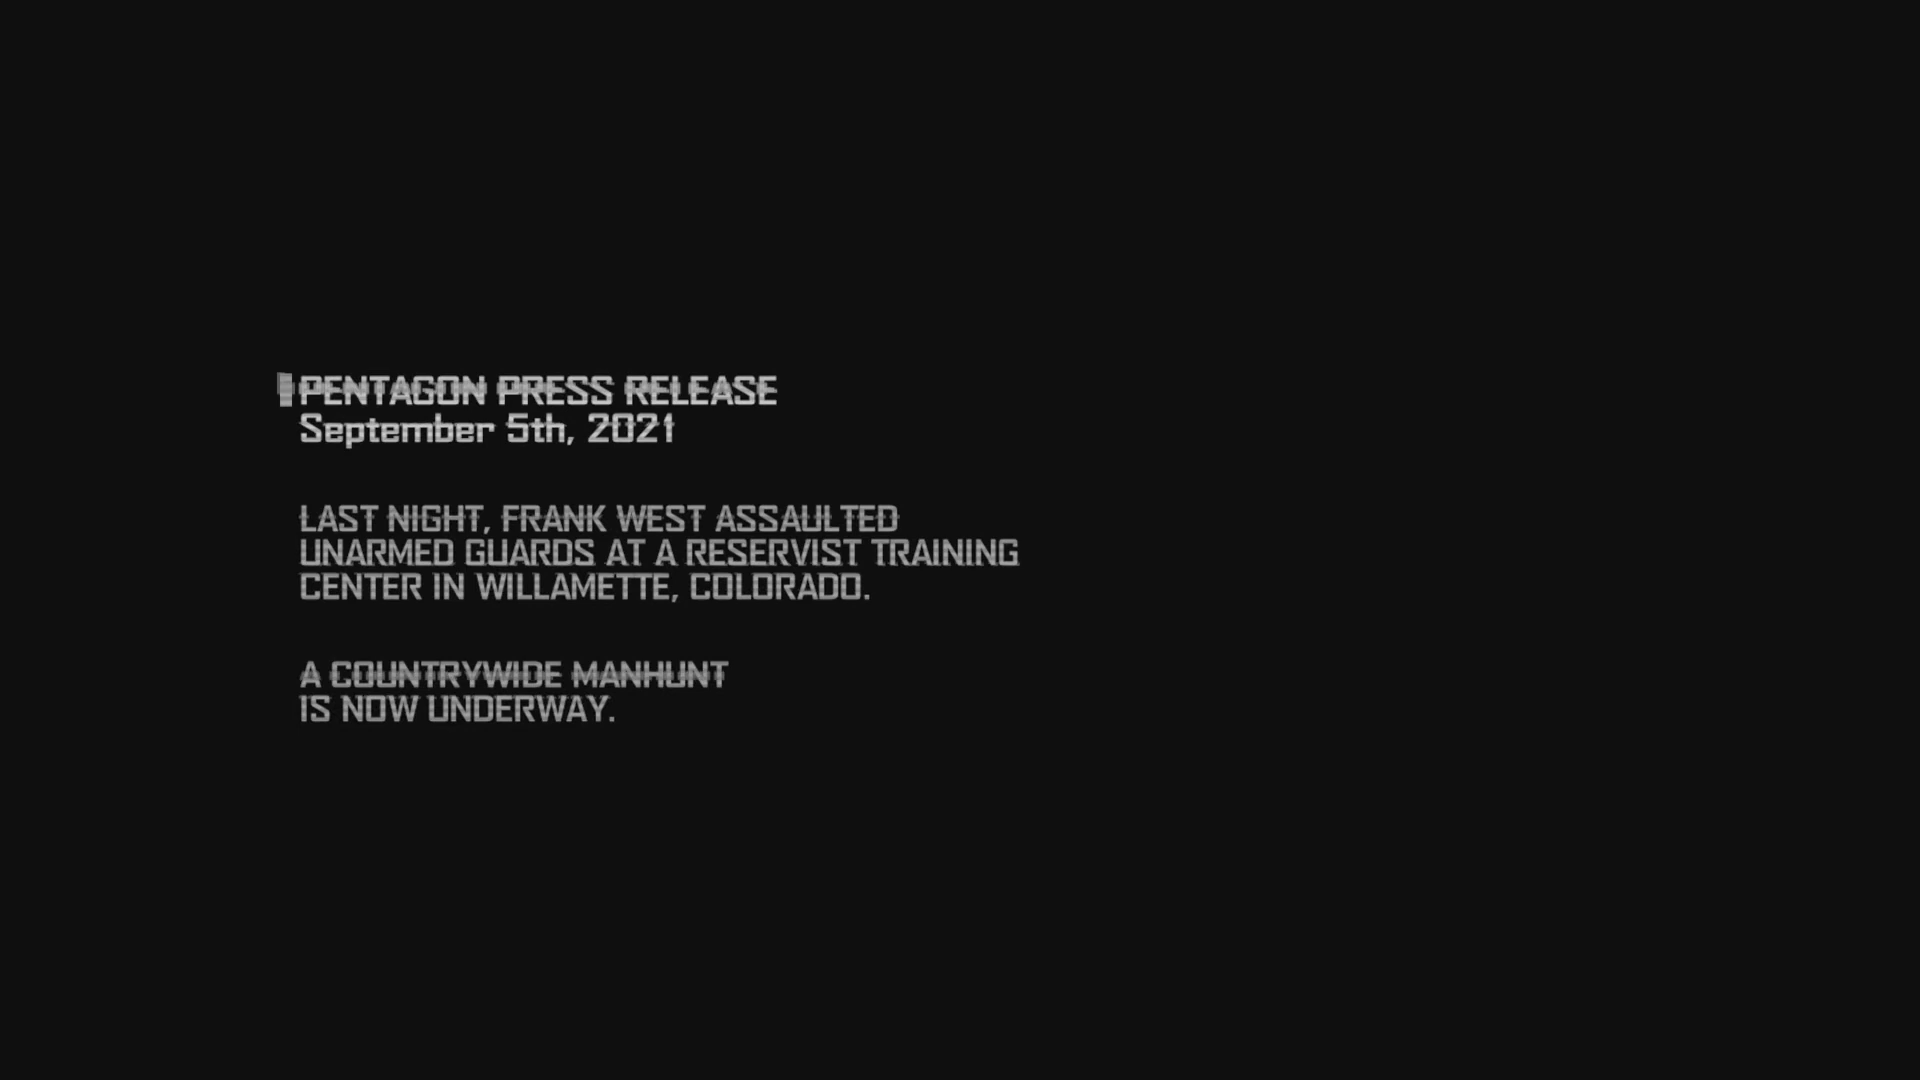 PENTAGON PRESS RELEASE
September 5th, 2021
LAST NIGHT, FRANK WEST ASSAULTED
UNARMED GUARDS AT A RESERVIST TRAINING
CENTER IN WILLAMETTE, COLORADO.
A COUNTRYWIDE MANHUNT
IS NOW UNDERWAY.